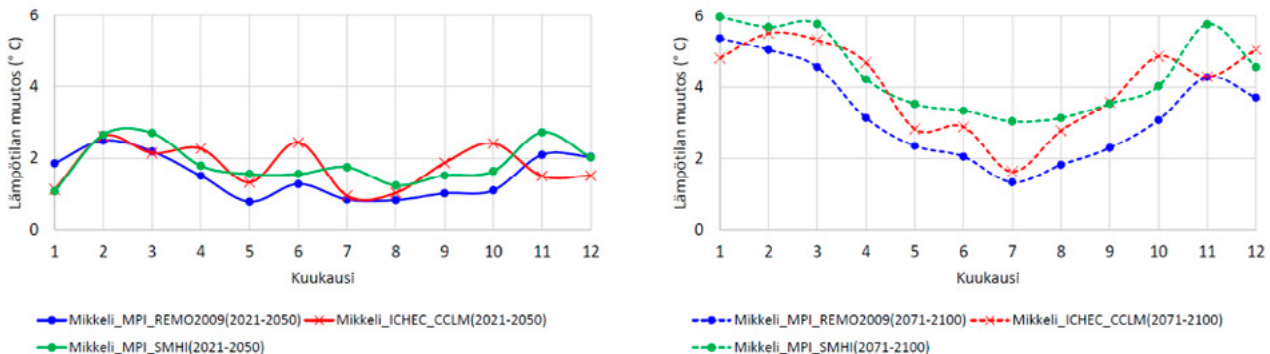 Lämpötilan muutos (° C)
6
4
2
0
1 2 3 4 5 6 7 8 9 10 11 12
Kuukausi
Mikkeli_MPI_REMO2009(2021-2050) Mikkeli_ICHEC_CCLM(2021-2050)
Mikkeli_MPI_SMHI(2021-2050)
Lämpötilan muutos (° C)
6
4
2
0
1 2 3 4 5 6 7 8 9 10 11 12
Kuukausi
Mikkeli_MPI_REMO2009(2071-2100) Mikkeli_ICHEC_CCLM(2071-2100)
Mikkeli_MPI_SMHI(2071-2100)